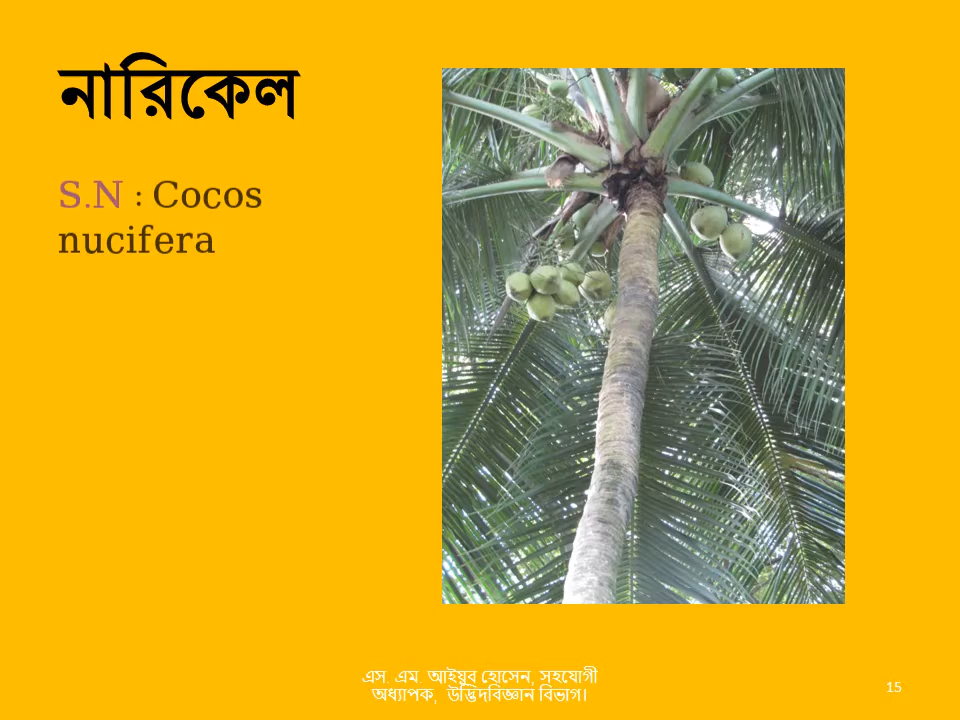 নারিকেল
S.N : Cocos
nucifera
এস. এম. আইয়ুব হোসেন, সহযোগী
অধ্যাপক,  উদ্ভিদবিজ্ঞান বিভাগ।
15